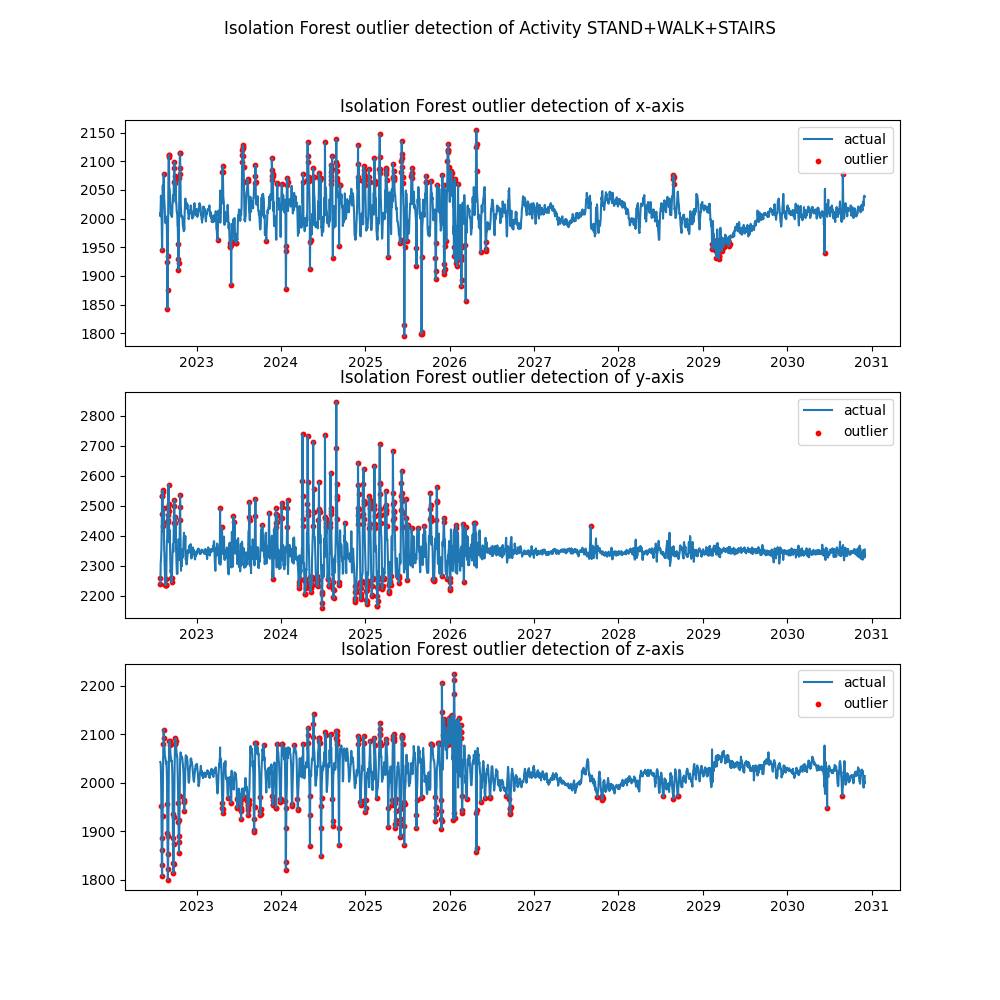 Isolation Forest outlier detection of Activity STAND+WALK+STAIRS
Isolation Forest outlier detection of x-axis
2150
2100
2050
2000
1950
1900
1850
1800
actual
outlier
2023 2024 2025 2026 2027 2028 2029 2030 2031
Isolation Forest outlier detection of y-axis
2800
2700
2600
2500
2400
2300
2200
actual
outlier
2023 2024 2025 2026 2027 2028 2029 2030 2031
Isolation Forest outlier detection of z-axis
2200
2100
2000
1900
1800
actual
outlier
2023 2024 2025 2026 2027 2028 2029 2030 2031